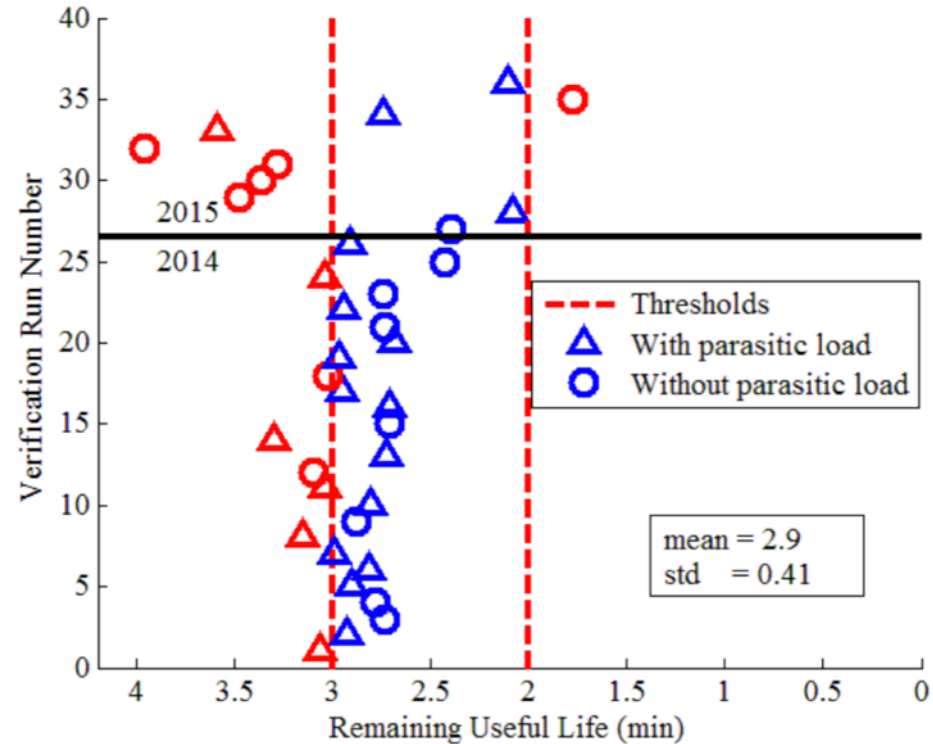 40
35
30
25
20
15
10
5
0
Verification Run Number
2015
2014
Thresholds
With parasitic load
Without parasitic load
mean = 2.9
std = 0.41
4 3.5 3 2.5 2 1.5 1 0.5 0
Remaining Useful Life (min)